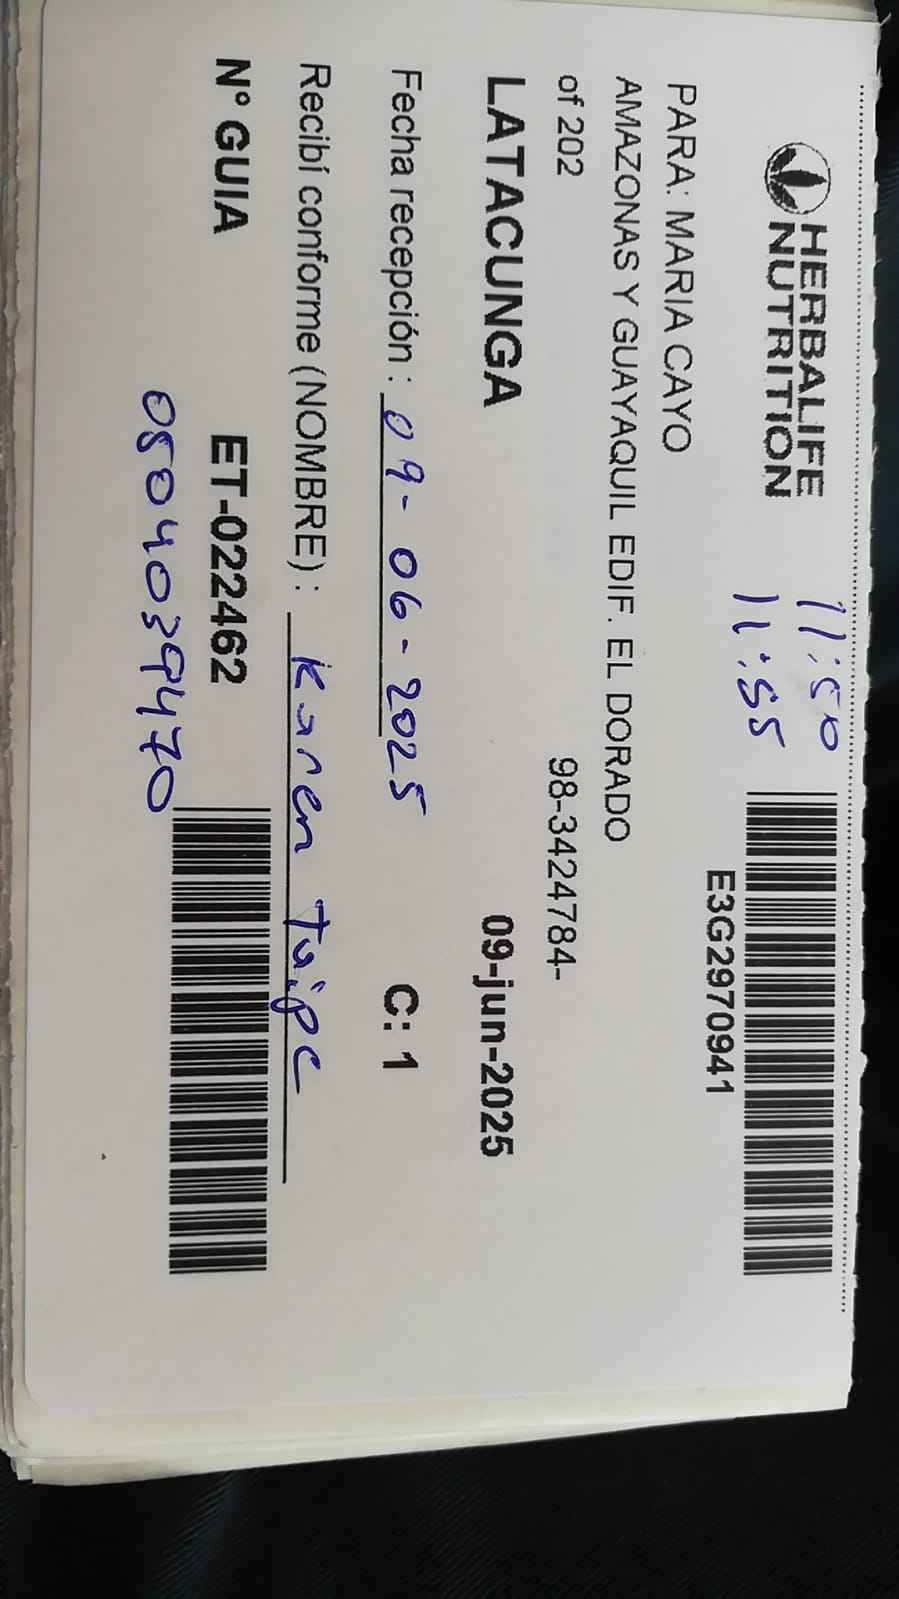 HERBALIFE
NUTRITION
11:50
11:55
E3G2970941
PARA: MARIA CAYO
AMAZONAS Y GUAYAQUIL EDIF. EL DORADO
of 202
98-3424784-
LATACUNGA
09-jun-2025
Fecha recepción : 09-06-2025
C: 1
Recibí conforme (NOMBRE) : Karen taipe
N° GUIA
ET-022462
0504039470